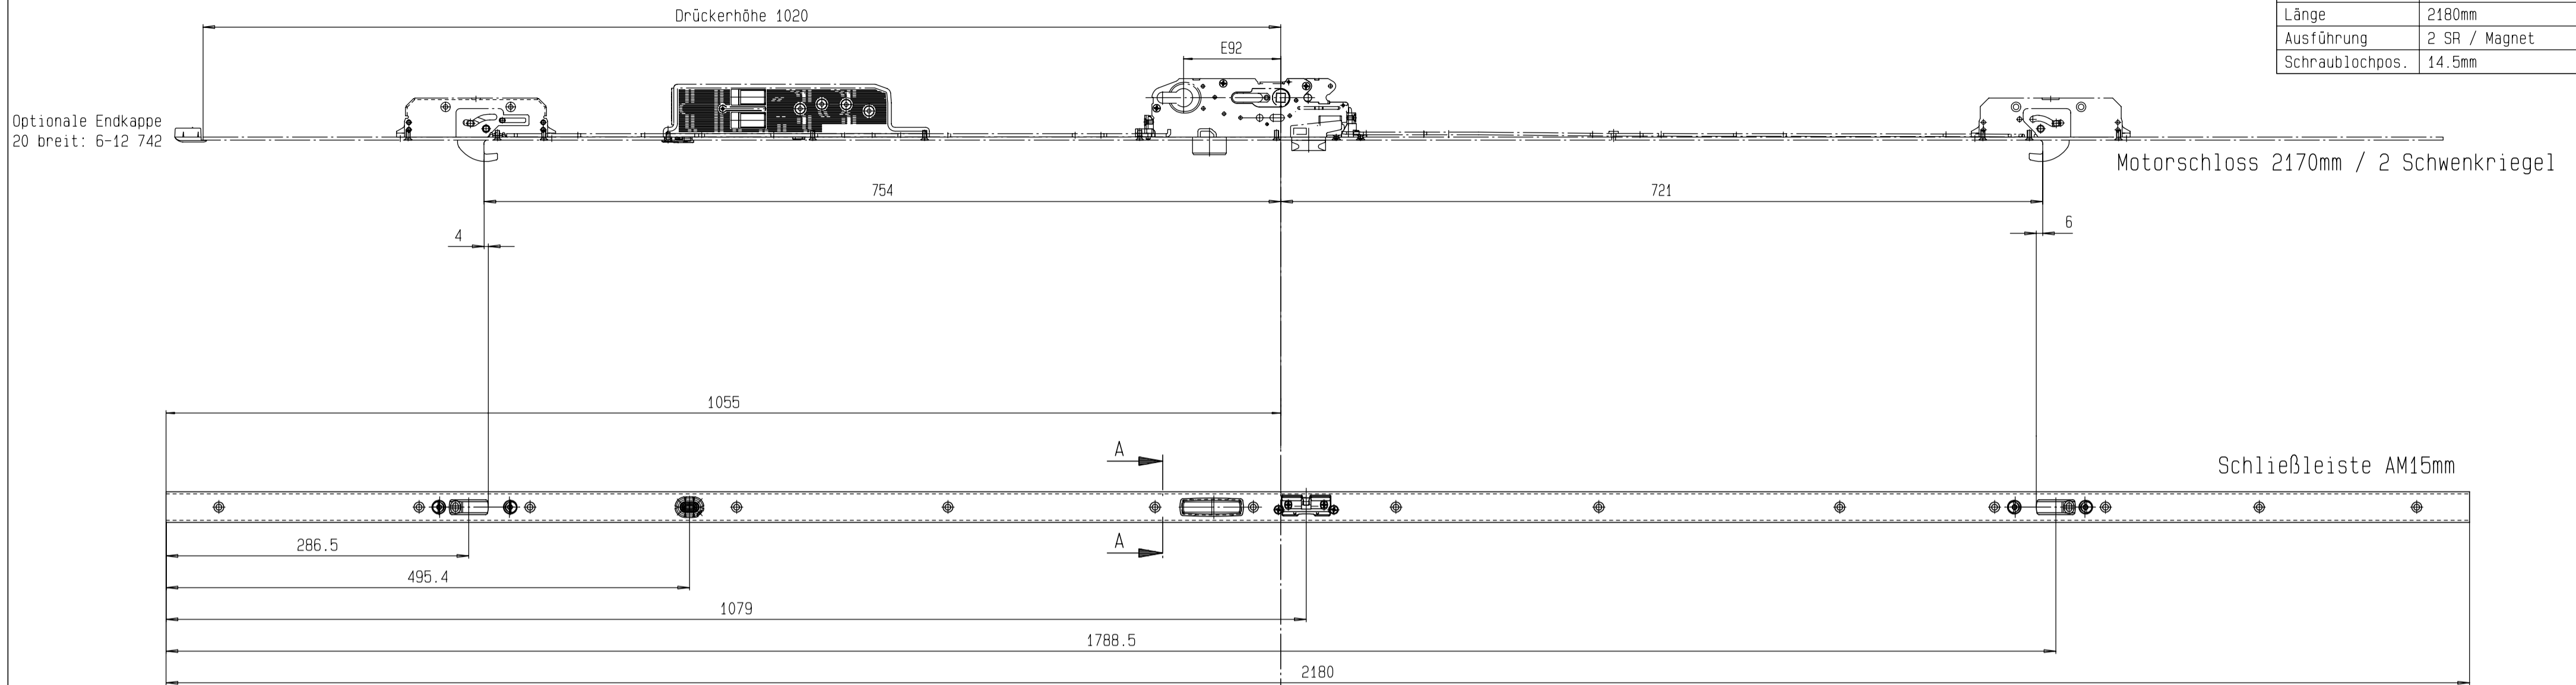 Drückerhöhe 1020
Länge 2180mm
Ausführung 2 SR / Magnet
Schraublochpos. 14.5mm
E92
Optionale Endkappe
20 breit: 6-12 742
Motorschloss 2170mm / 2 Schwenkriegel
754
721
4
6
1055
A
Schließleiste AM15mm
A
286.5
495.4
1079
1788.5
2180